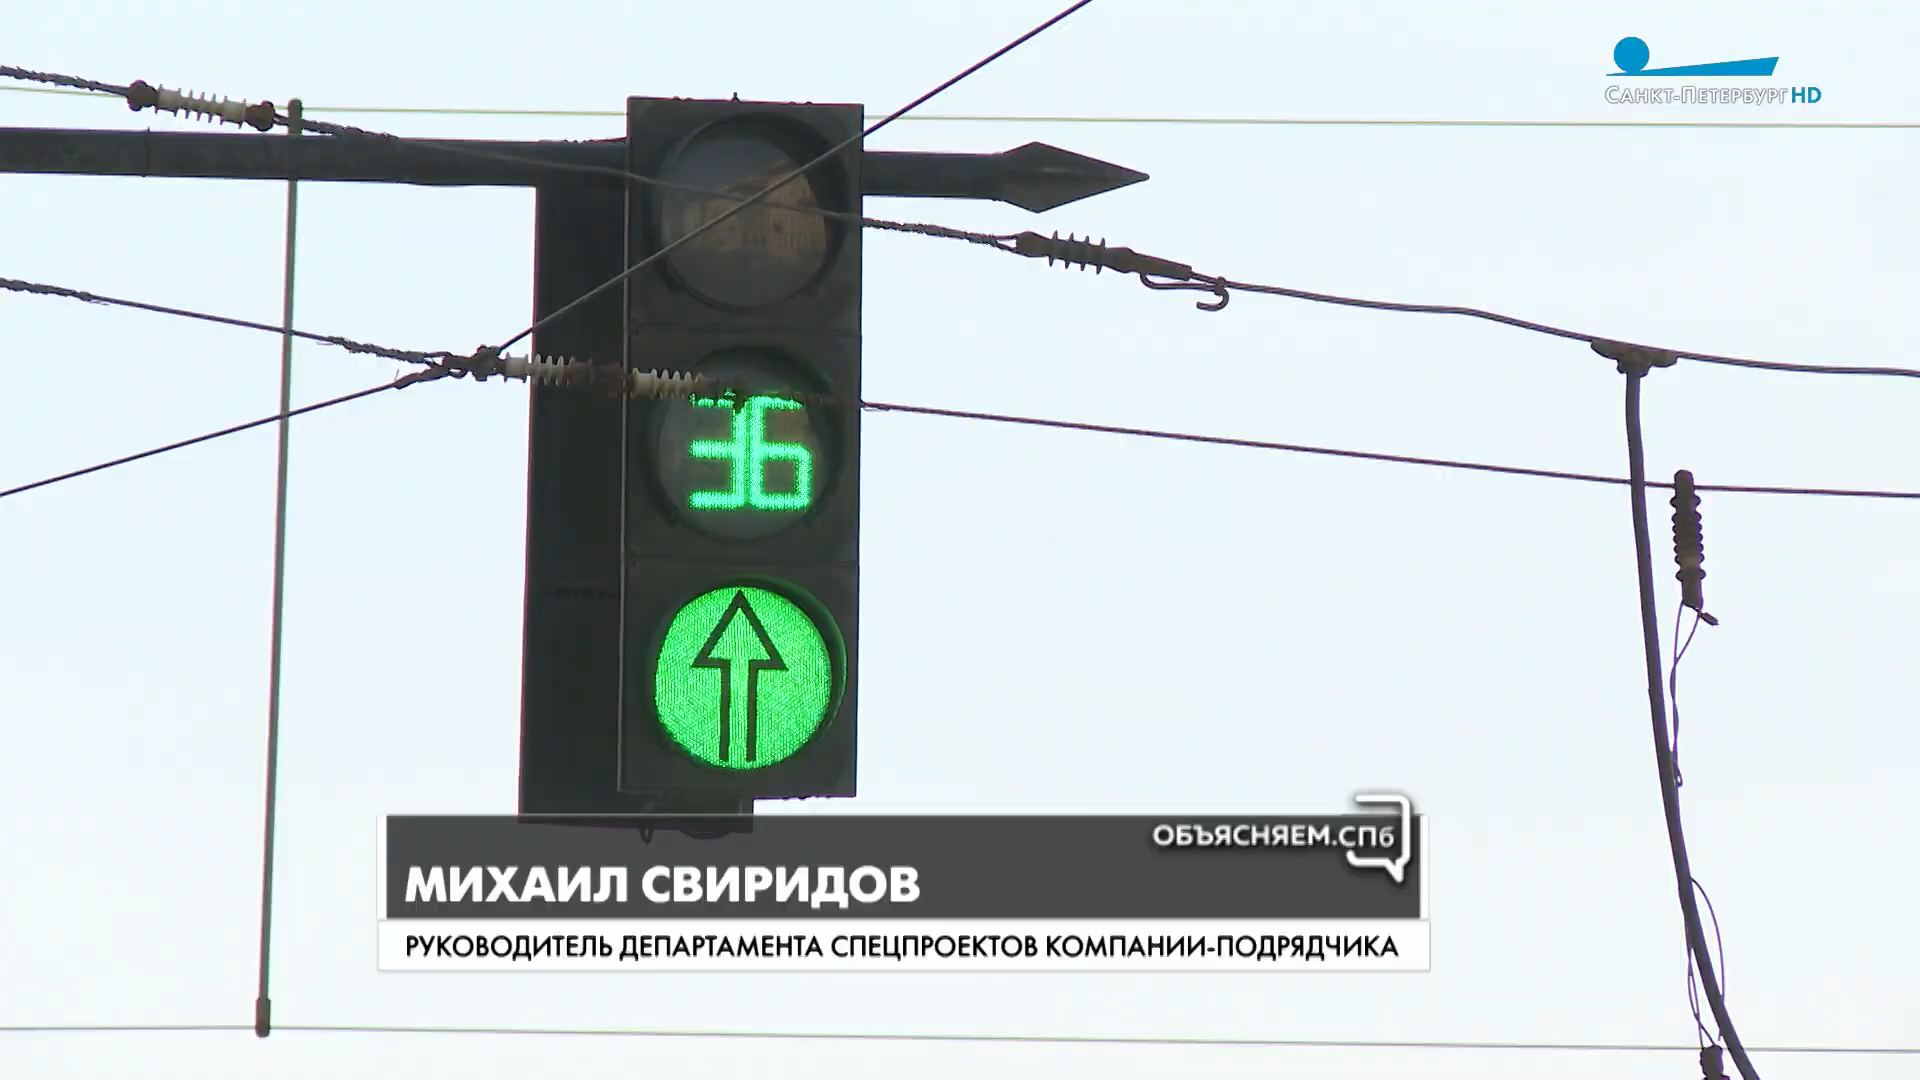 САНКТ-ПЕТЕРБУРГ HD
36
ОБЪЯСНЯЕМ.СПб
МИХАИЛ СВИРИДОВ
РУКОВОДИТЕЛЬ ДЕПАРТАМЕНТА СПЕЦПРОЕКТОВ КОМПАНИИ-ПОДРЯДЧИКА